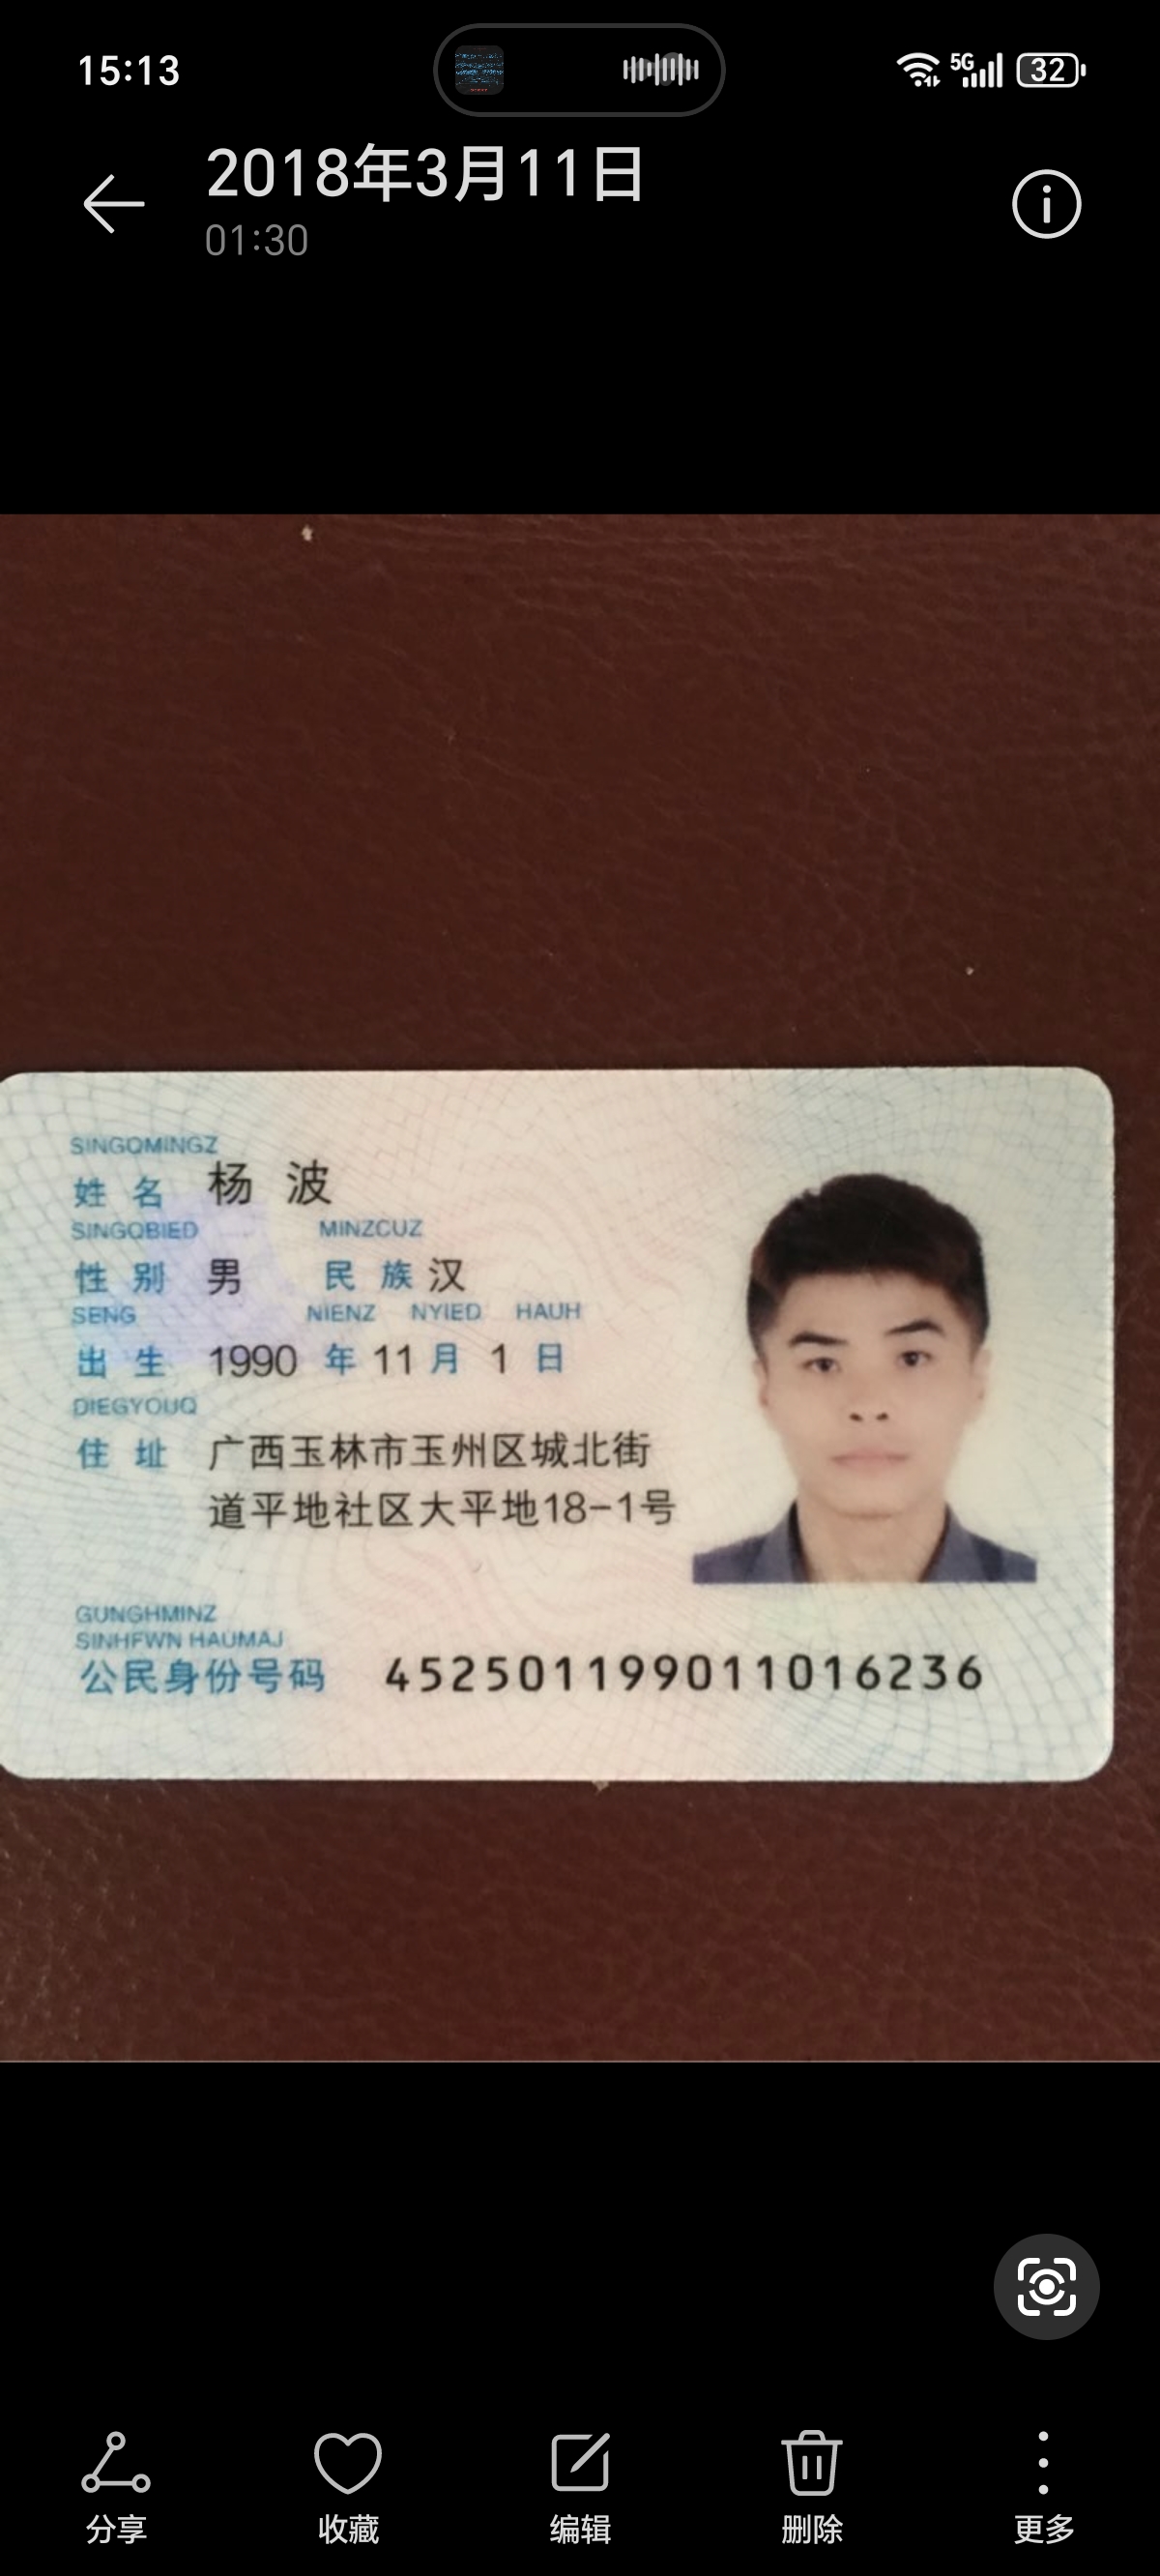 15:13
5G
32
2018年3月11日
01:30
SINGQMINGZ
姓 名 杨 波
SINGQBIED MINZCUZ
性 别 男 民 族 汉
SENG NIENZ NYIED HAUH
出 生 1990 年 11 月 1 日
DIEGYOUQ
住 址 广西玉林市玉州区城北街
道平地社区大平地18-1号
GUNGHMINZ
SINHFWN HAUMAJ
公民身份号码 452501199011016236
分享 收藏 编辑 删除 更多